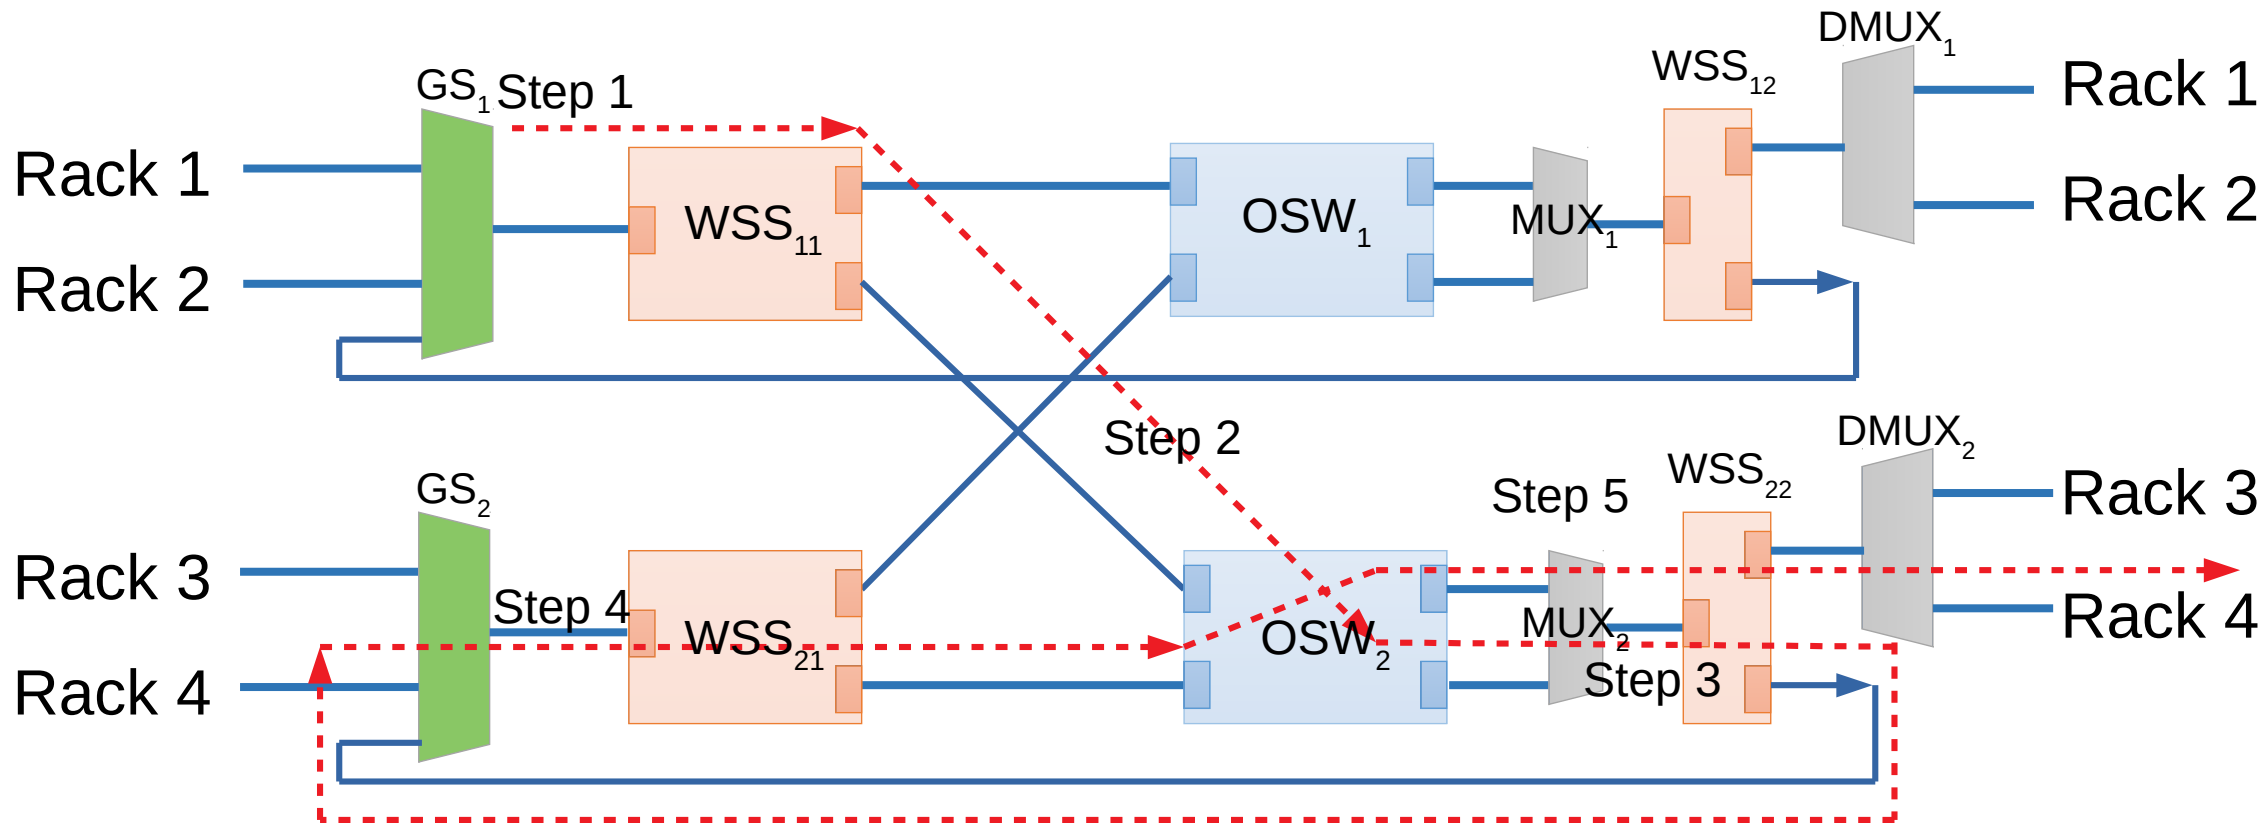 DMUX1
WSS12
GS1
Step 1
Rack 1
Rack 1
Rack 2
WSS11
OSW1
MUX1
Rack 2
DMUX2
Step 2
WSS22
GS2
Step 5
Rack 3
Rack 3
Step 4
WSS21
OSW2
MUX2
Rack 4
Rack 4
Step 3